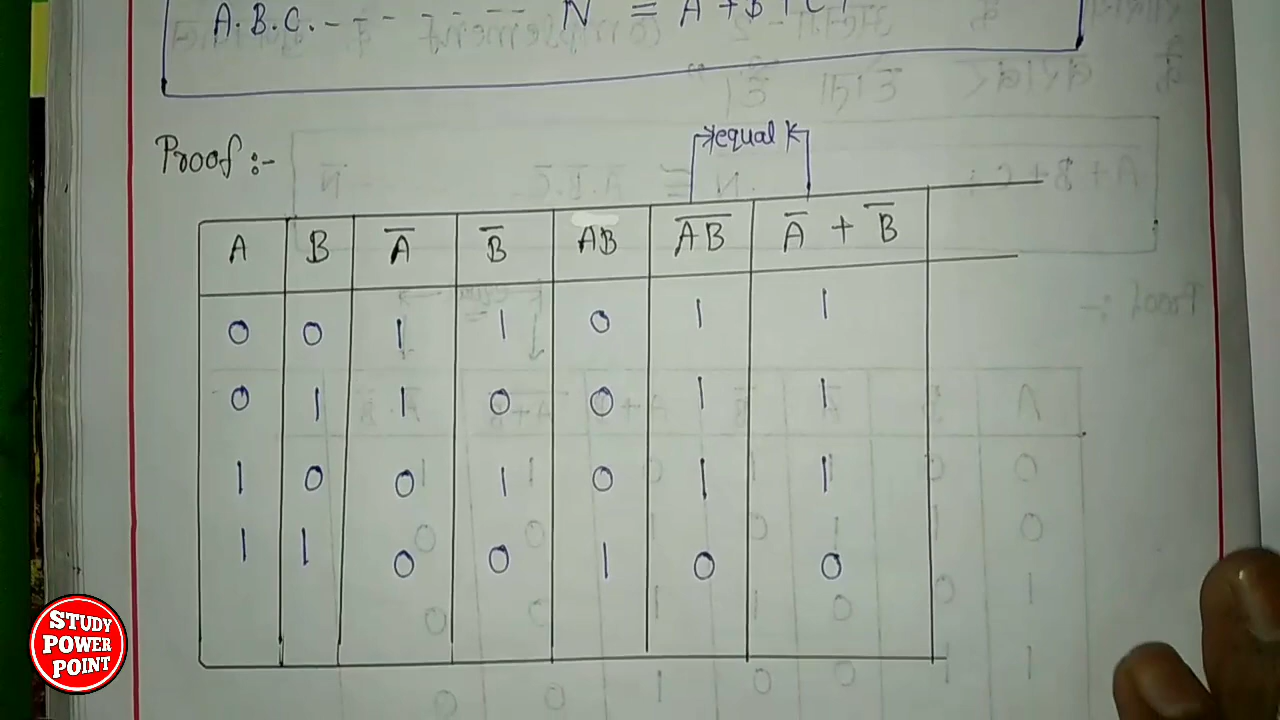 A.B.C. - - - - - - - N = A + B + C +
Proof :-
equal
A B A̅ B̅ AB A̅B̅ A̅ + B̅
0 0 1 1 0 1 1
0 1 1 0 0 1 1
1 0 0 1 0 1 1
1 1 0 0 1 0 0
STUDY
POWER
POINT